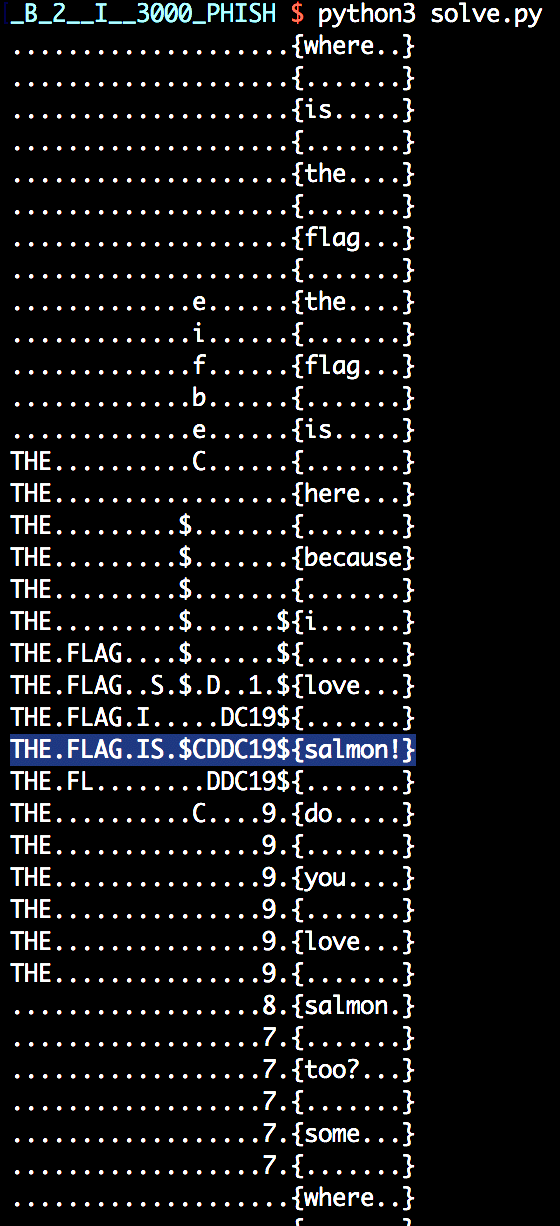 _B_2__I__3000_PHISH $ python3 solve.py
....................{where..}
....................{.......}
....................{is.....}
....................{.......}
....................{the....}
....................{.......}
....................{flag...}
....................{.......}
.............e......{the....}
.............i......{.......}
.............f......{flag...}
.............b......{.......}
.............e......{is.....}
THE..........C......{.......}
THE.................{here...}
THE.........$.......{.......}
THE.........$.......{because}
THE.........$.......{.......}
THE.........$......${i......}
THE.FLAG....$......${.......}
THE.FLAG..S.$.D..1.${love...}
THE.FLAG.I.....DC19${.......}
THE.FLAG.IS.$CDDC19${salmon!}
THE.FL........DDC19${.......}
THE..........C....9.{do.....}
THE...............9.{.......}
THE...............9.{you....}
THE...............9.{.......}
THE...............9.{love...}
THE...............9.{.......}
..................8.{salmon.}
..................7.{.......}
..................7.{too?...}
..................7.{.......}
..................7.{some...}
..................7.{.......}
....................{where..}